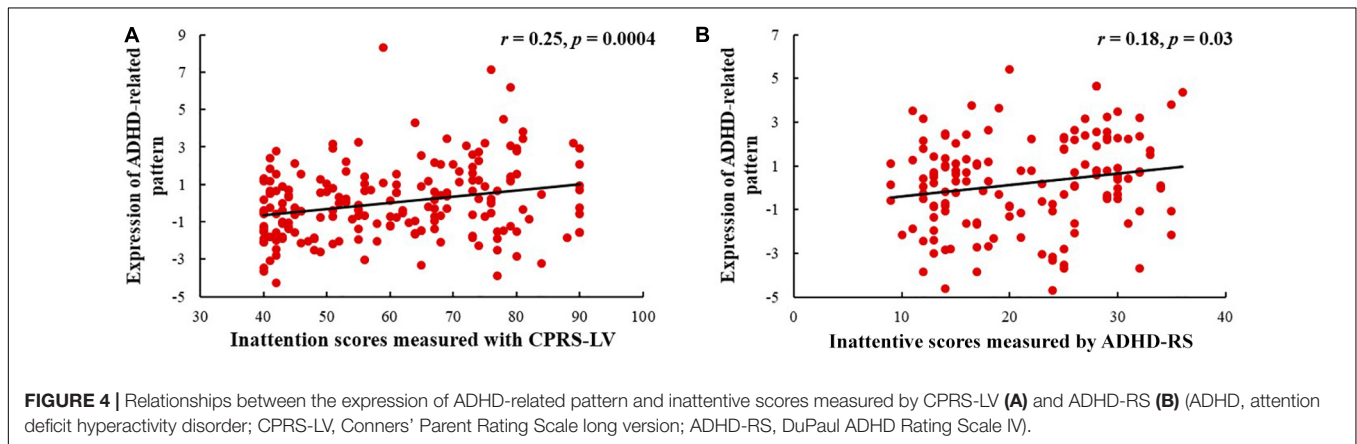 A
r = 0.25, p = 0.0004
Expression of ADHD-related
pattern
9
7
5
3
1
-1
-3
-5
30 40 50 60 70 80 90 100
Inattention scores measured with CPRS-LV
B
r = 0.18, p = 0.03
Expression of ADHD-related
pattern
7
5
3
1
-1
-3
-5
0 10 20 30 40
Inattentive scores measured by ADHD-RS
FIGURE 4 | Relationships between the expression of ADHD-related pattern and inattentive scores measured by CPRS-LV (A) and ADHD-RS (B) (ADHD, attention
deficit hyperactivity disorder; CPRS-LV, Conners’ Parent Rating Scale long version; ADHD-RS, DuPaul ADHD Rating Scale IV).